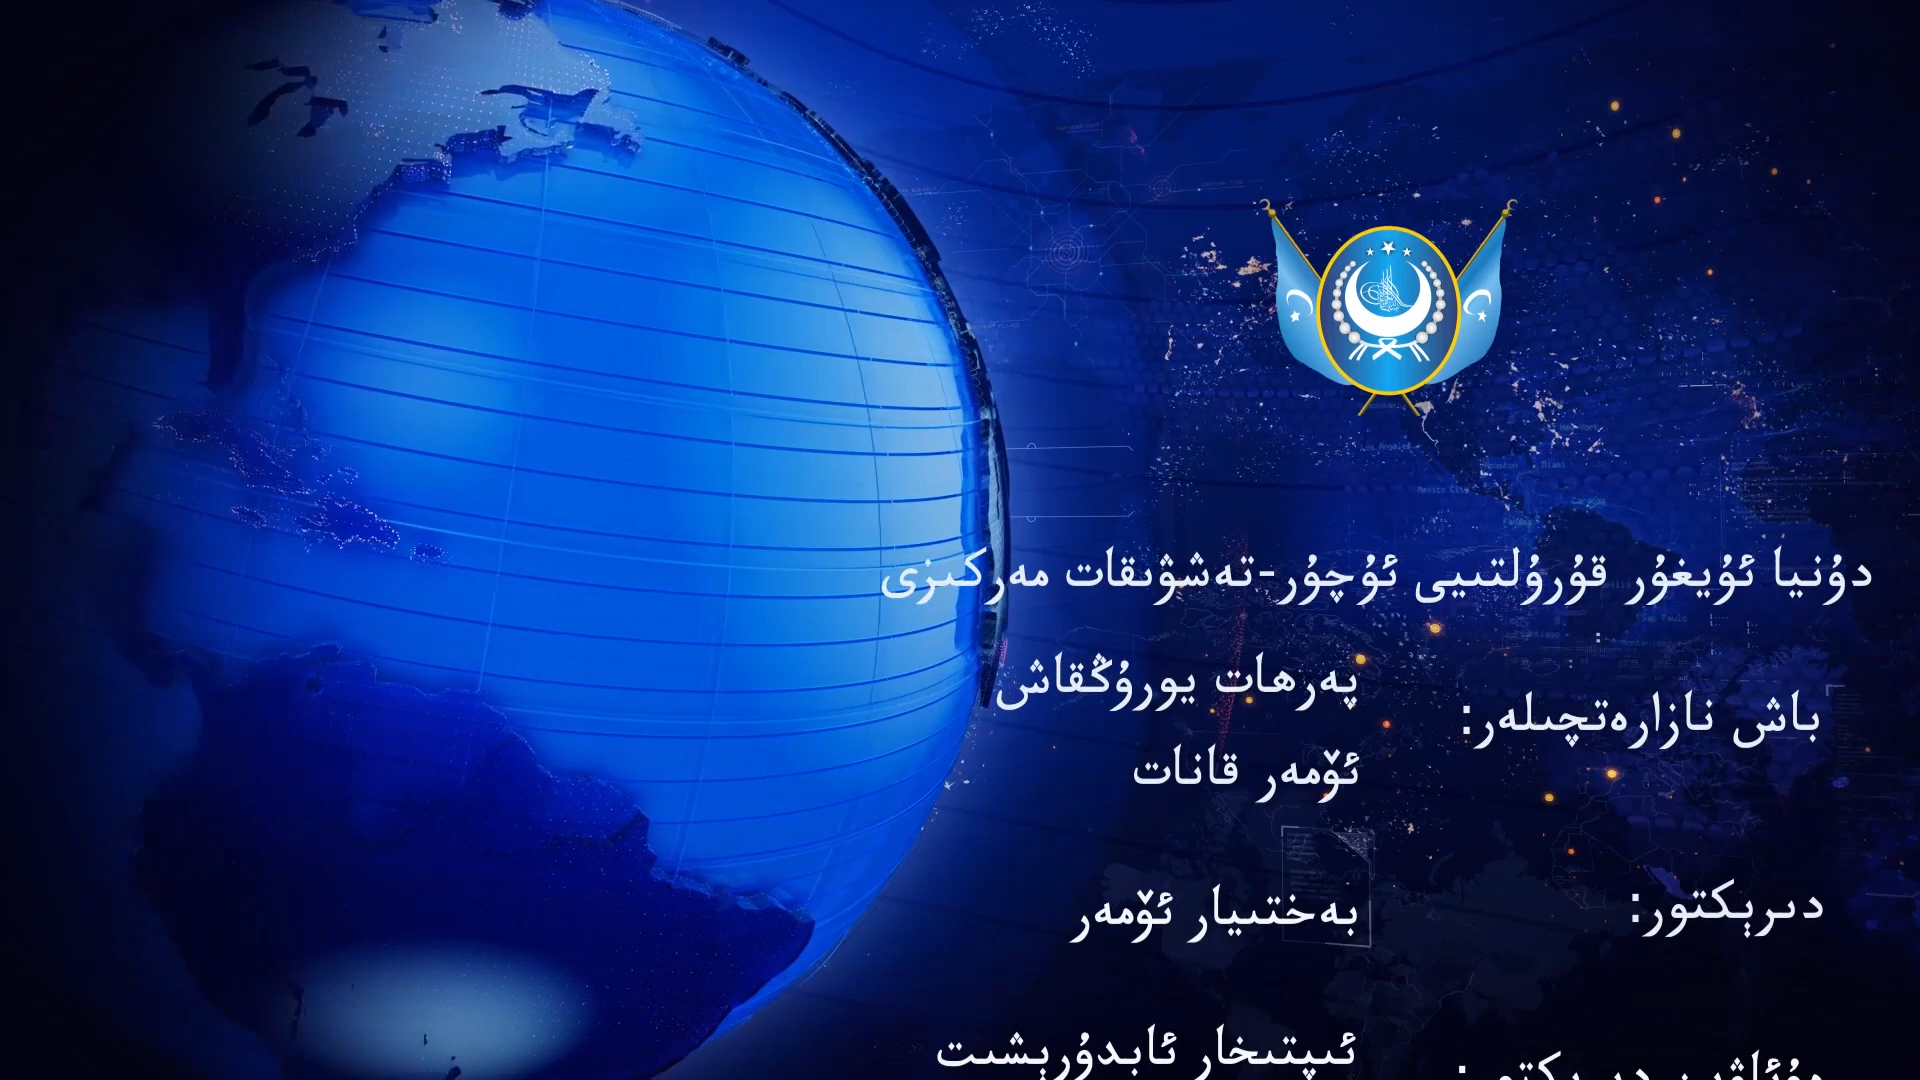 دۇنيا ئۇيغۇر قۇرۇلتىيى ئۇچۇر-تەشۋىقات مەركىزى
باش نازارەتچىلەر: پەرھات يورۇڭقاش
ئۆمەر قانات
دىرېكتور: بەختىيار ئۆمەر
ئىپتىخار ئابدۇرېشىت